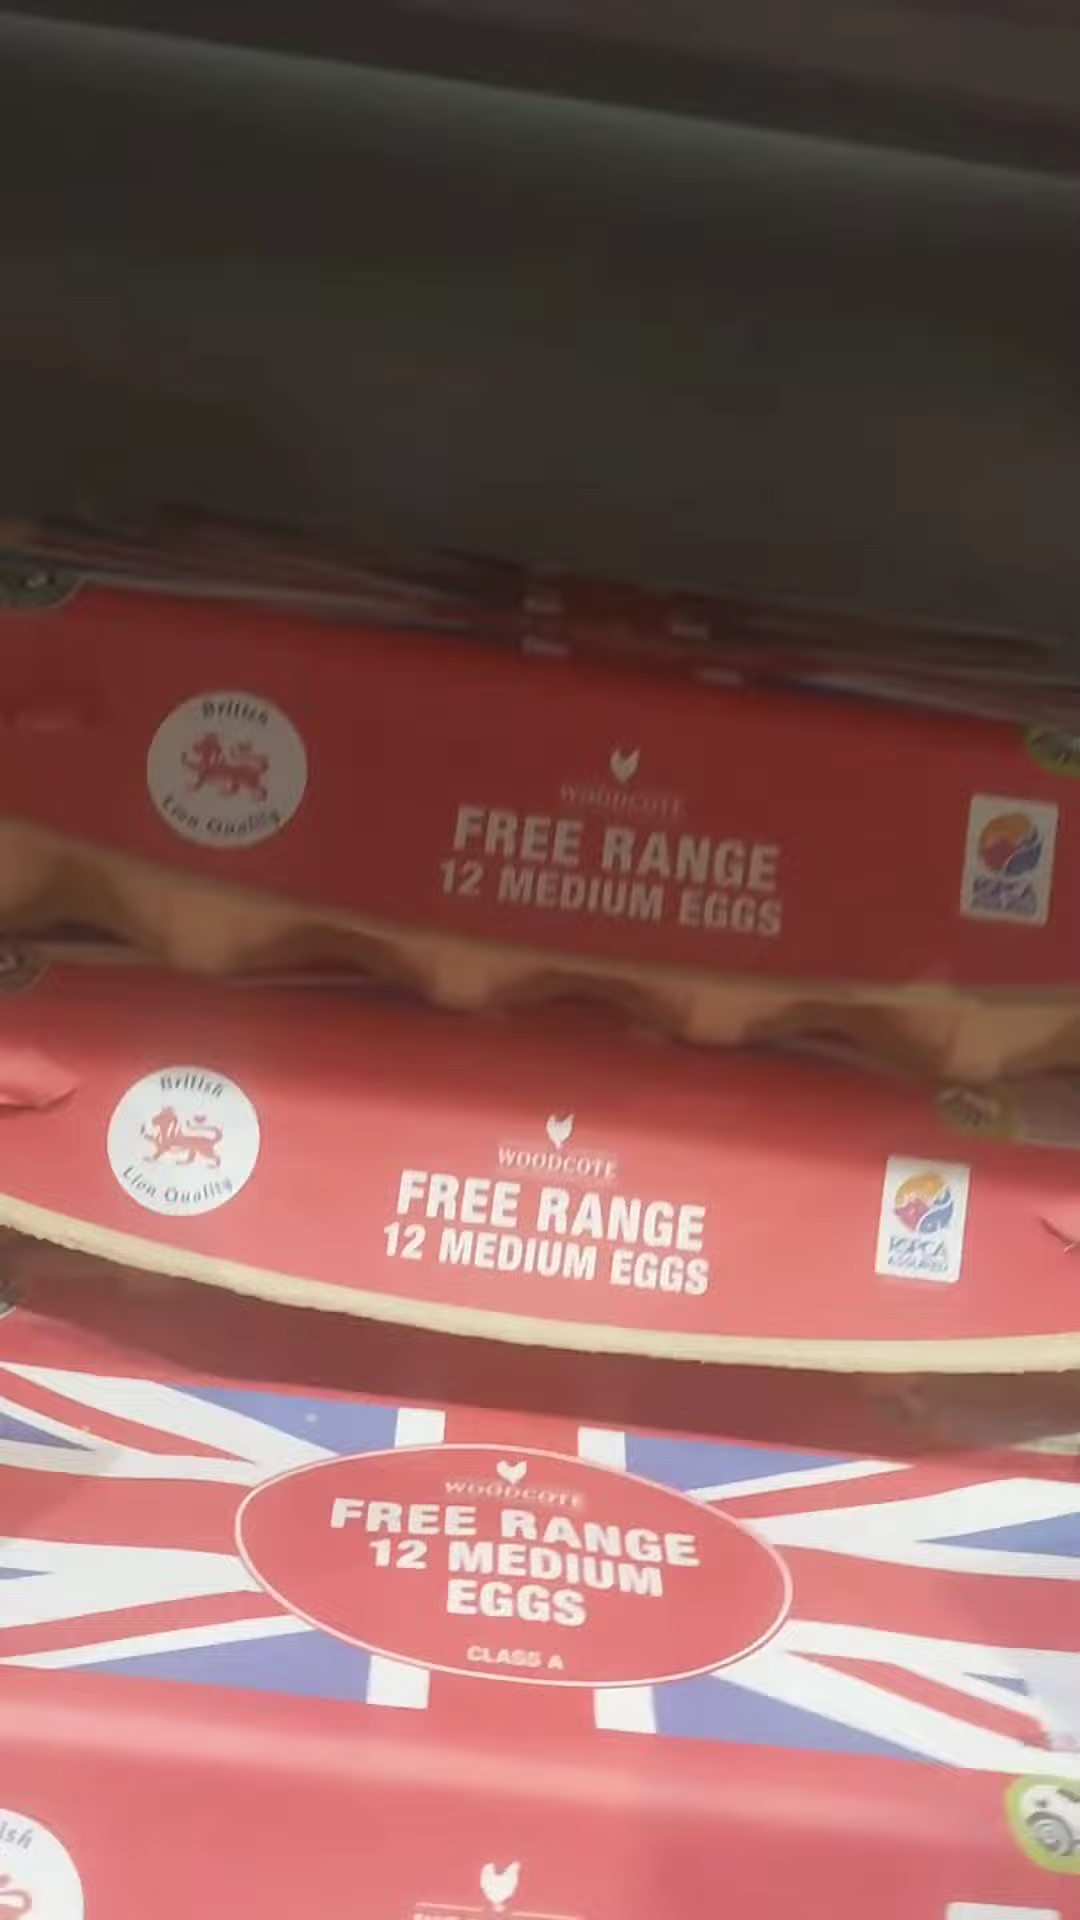 British
Lion Quality
WOODCOTE
FREE RANGE
12 MEDIUM EGGS
RSPCA
ASSURED
British
Lion Quality
WOODCOTE
FREE RANGE
12 MEDIUM EGGS
RSPCA
ASSURED
WOODCOTE
FREE RANGE
12 MEDIUM
EGGS
CLASS A